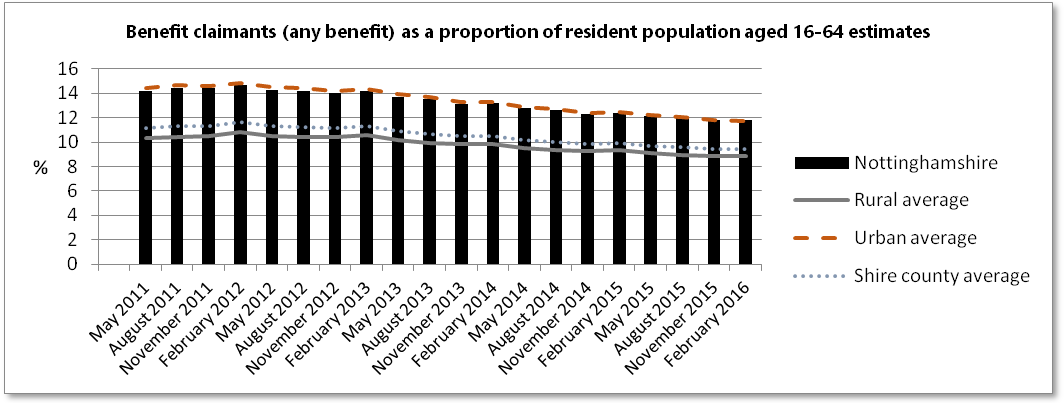 Benefit claimants (any benefit) as a proportion of resident population aged 16-64 estimates
16
14
12
10
8
6
4
2
0
%
May 2011
August 2011
November 2011
February 2012
May 2012
August 2012
November 2012
February 2013
May 2013
August 2013
November 2013
February 2014
May 2014
August 2014
November 2014
February 2015
May 2015
August 2015
November 2015
February 2016
Nottinghamshire
Rural average
Urban average
Shire county average